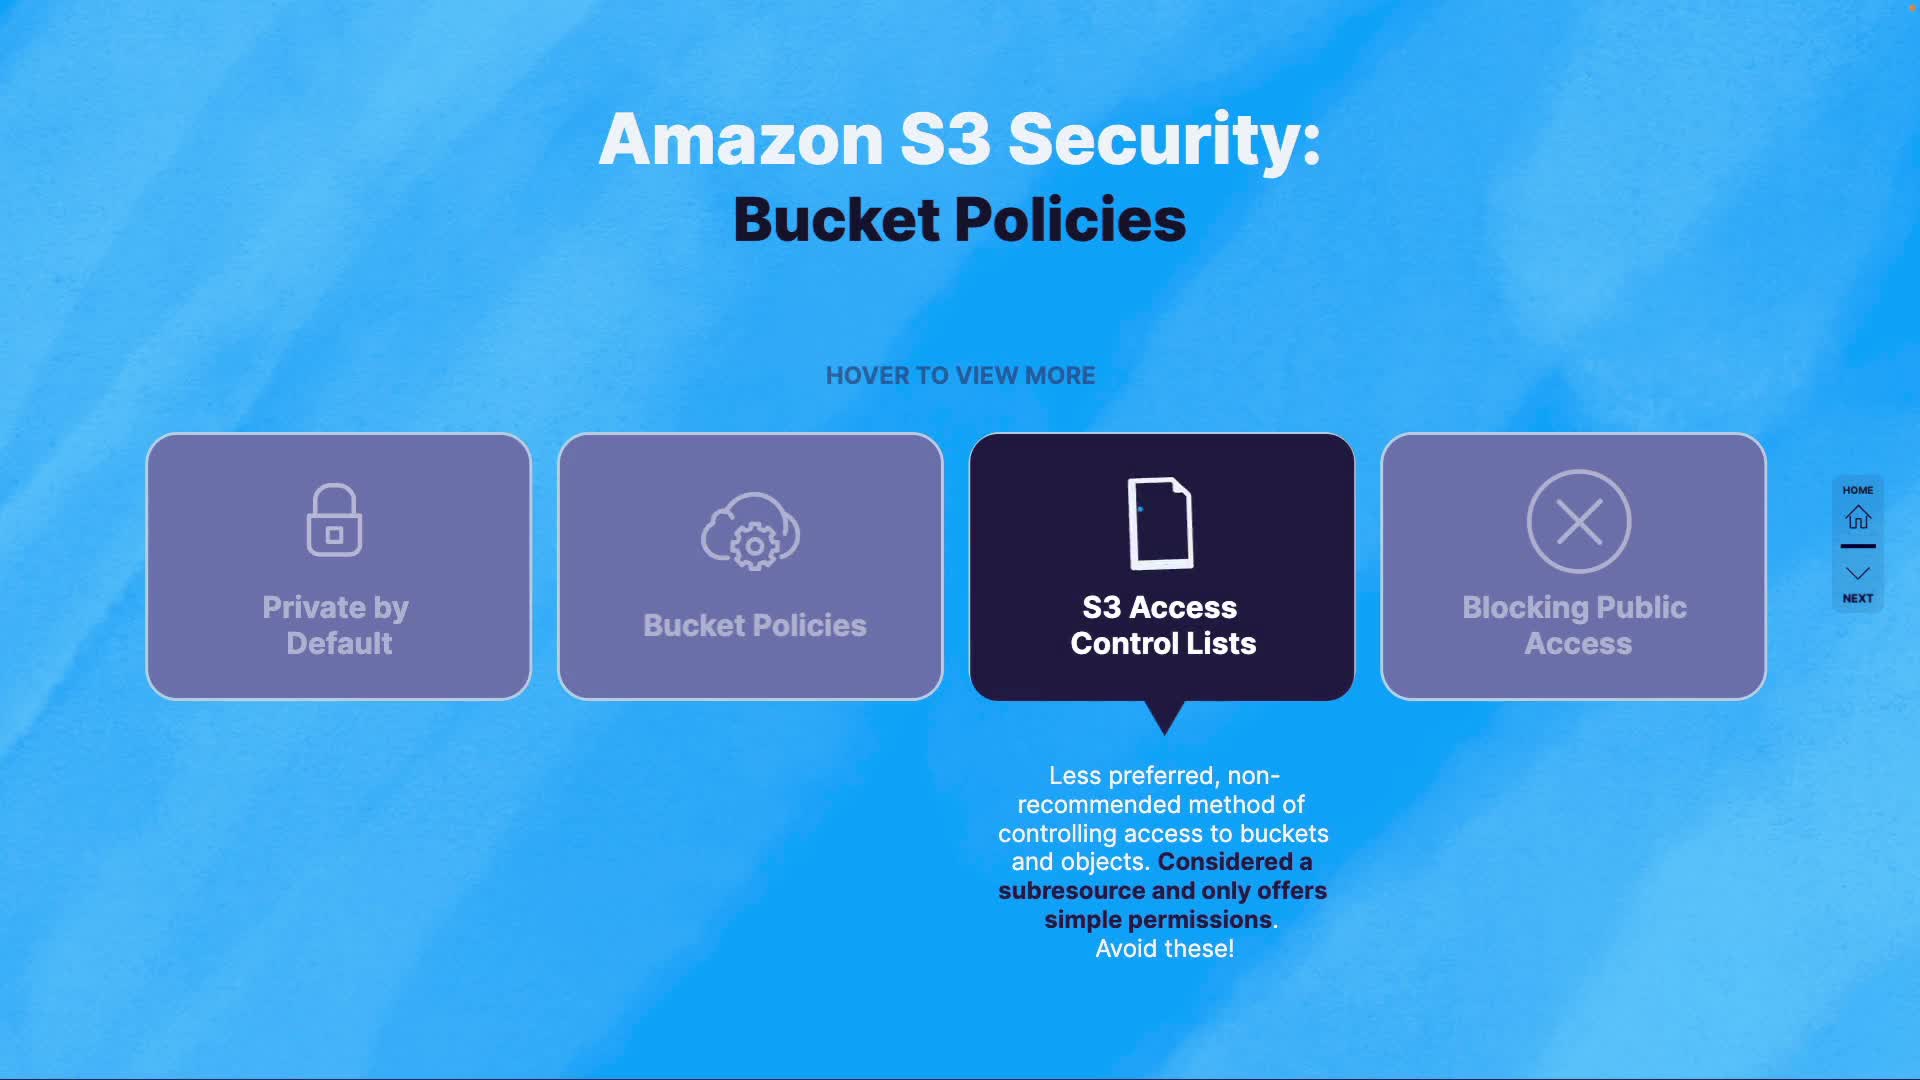 Amazon S3 Security:
Bucket Policies
HOVER TO VIEW MORE
Private by
Default
Bucket Policies
S3 Access
Control Lists
Blocking Public
Access
Less preferred, non-
recommended method of
controlling access to buckets
and objects. Considered a
subresource and only offers
simple permissions.
Avoid these!
HOME
NEXT